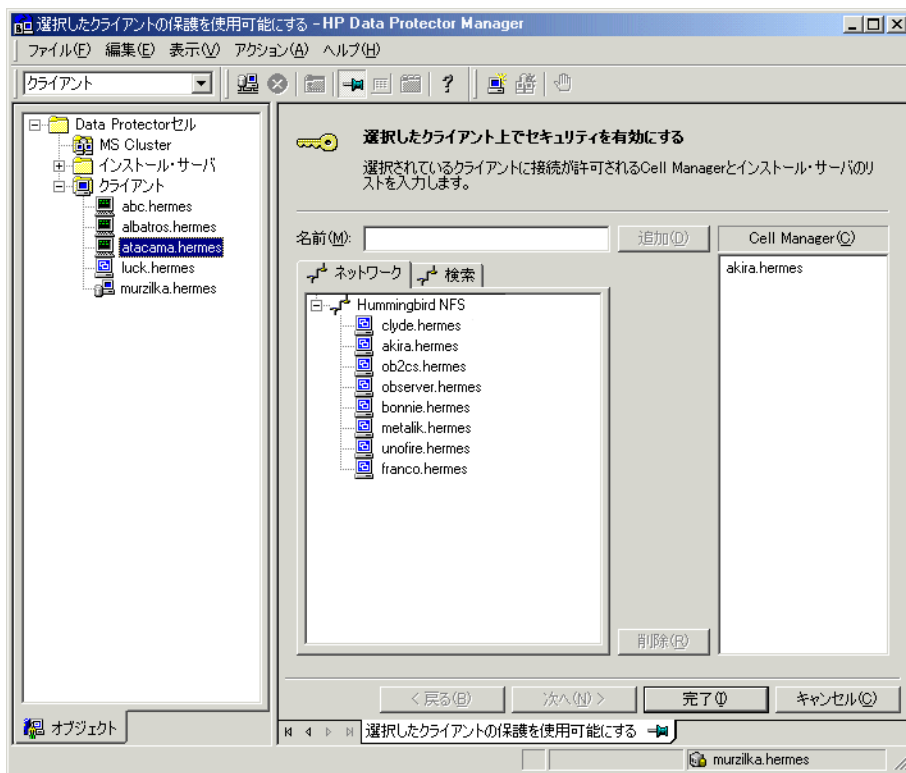 選択したクライアントの保護を使用可能にする - HP Data Protector Manager
ファイル(F) 編集(E) 表示(V) アクション(A) ヘルプ(H)
クライアント
Data Protectorセル
MS Cluster
インストール・サーバ
クライアント
abc.hermes
albatros.hermes
atacama.hermes
luck.hermes
murzilka.hermes
オブジェクト
選択したクライアント上でセキュリティを有効にする
選択されているクライアントに接続が許可されるCell Managerとインストール・サーバのリ
ストを入力します。
名前(M):
追加(D)
Cell Manager(C)
ネットワーク
検索
Hummingbird NFS
clyde.hermes
akira.hermes
ob2cs.hermes
observer.hermes
bonnie.hermes
metalik.hermes
unofire.hermes
franco.hermes
akira.hermes
削除(R)
< 戻る(B)
次へ(N) >
完了(I)
キャンセル(C)
選択したクライアントの保護を使用可能にする
murzilka.hermes